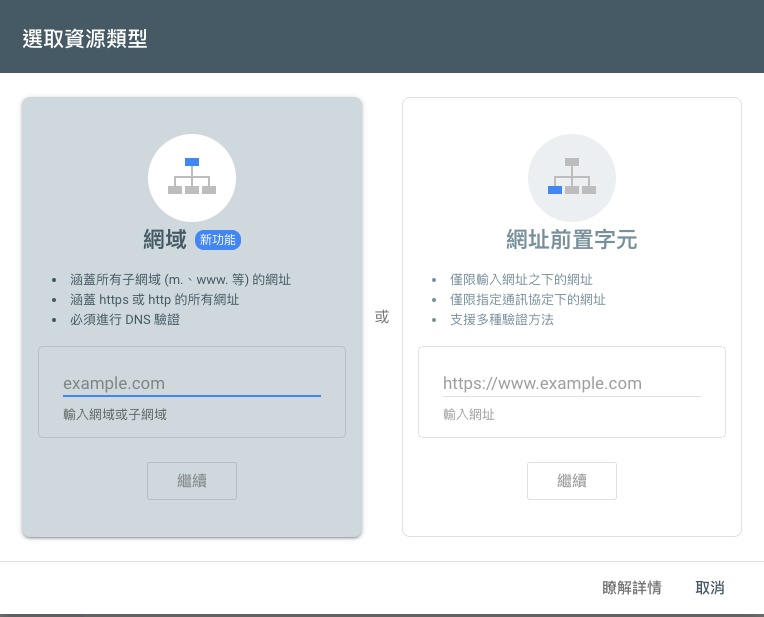 選取資源類型
網域 新功能
• 涵蓋所有子網域 (m.、www. 等) 的網址
• 涵蓋 https 或 http 的所有網址
• 必須進行 DNS 驗證
example.com
輸入網域或子網域
繼續
或
網址前置字元
• 僅限輸入網址之下的網址
• 僅限指定通訊協定下的網址
• 支援多種驗證方法
https://www.example.com
輸入網址
繼續
瞭解詳情 取消